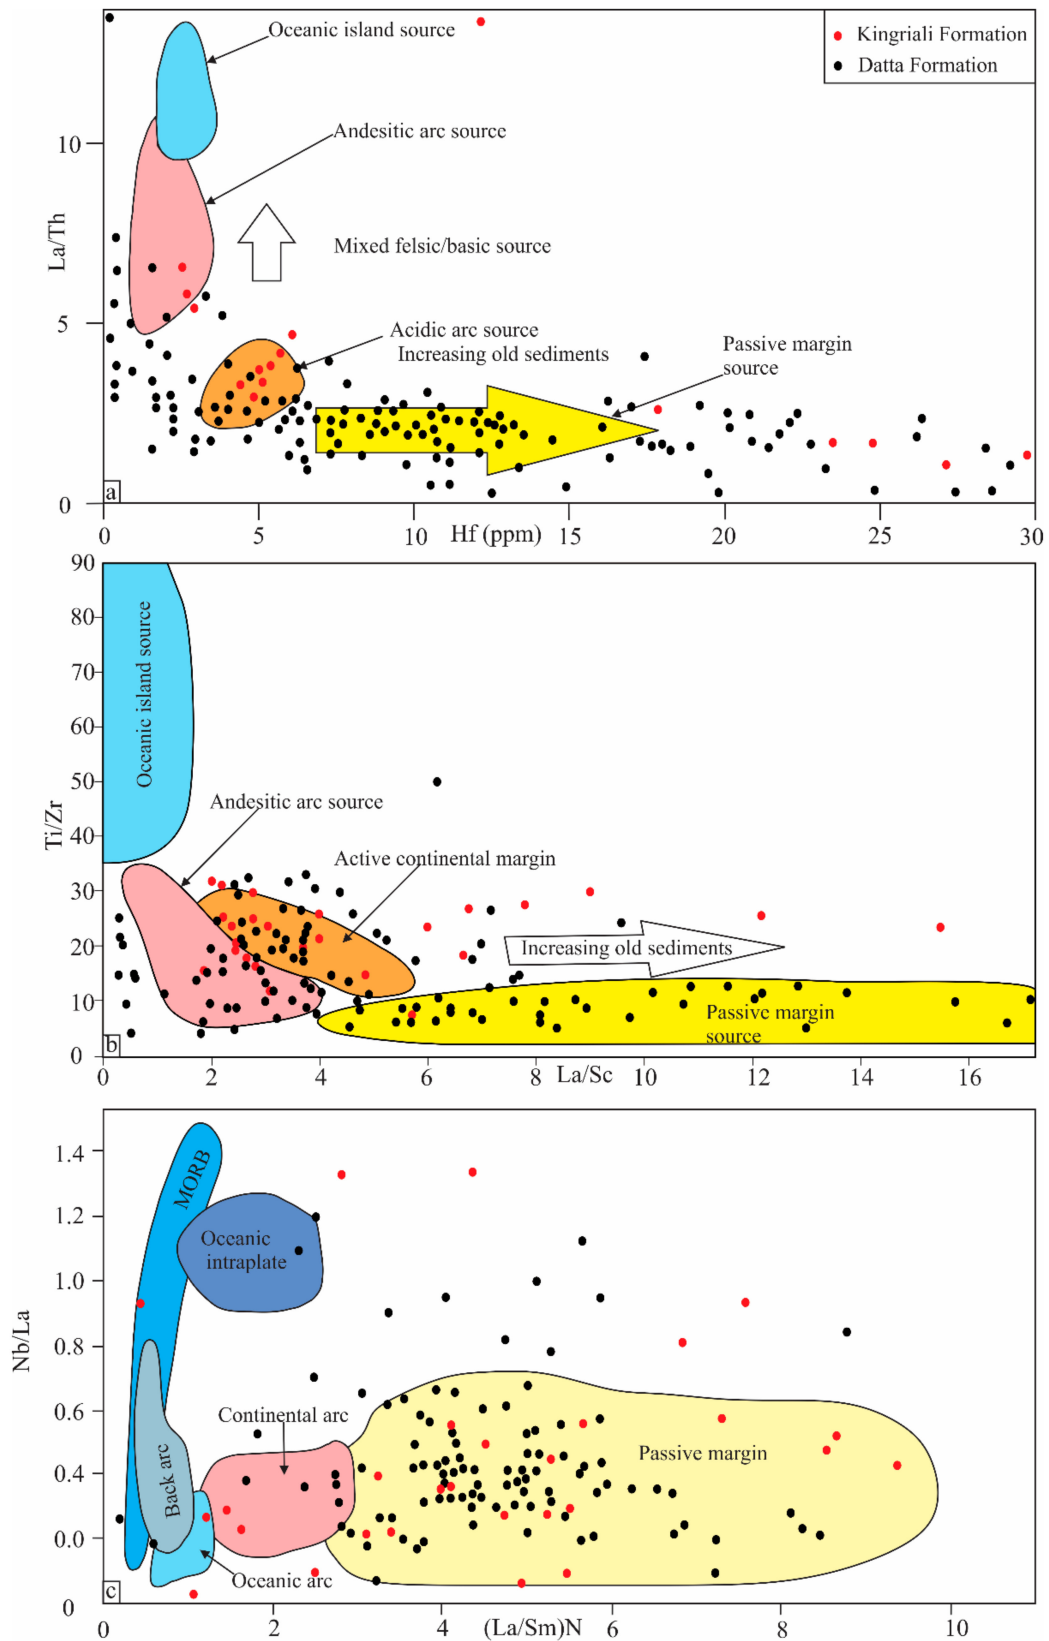 Oceanic island source
Kingriali Formation
Datta Formation
Andesitic arc source
10
La/Th
Mixed felsic/basic source
5
Acidic arc source
Increasing old sediments
Passive margin
source
a
0
0 5 10 Hf (ppm) 15 20 25 30
90
80
70
60
50
40
30
20
10
0
Ti/Zr
Oceanic island source
Andesitic arc source
Active continental margin
Increasing old sediments
Passive margin
source
b
0 2 4 6 8 La/Sc 10 12 14 16
1.4
1.2
1.0
0.8
0.6
0.4
0.0
0
Nb/La
MORB
Oceanic
intraplate
Continental arc
Back arc
Passive margin
Oceanic arc
c
2 4 (La/Sm)N 6 8 10